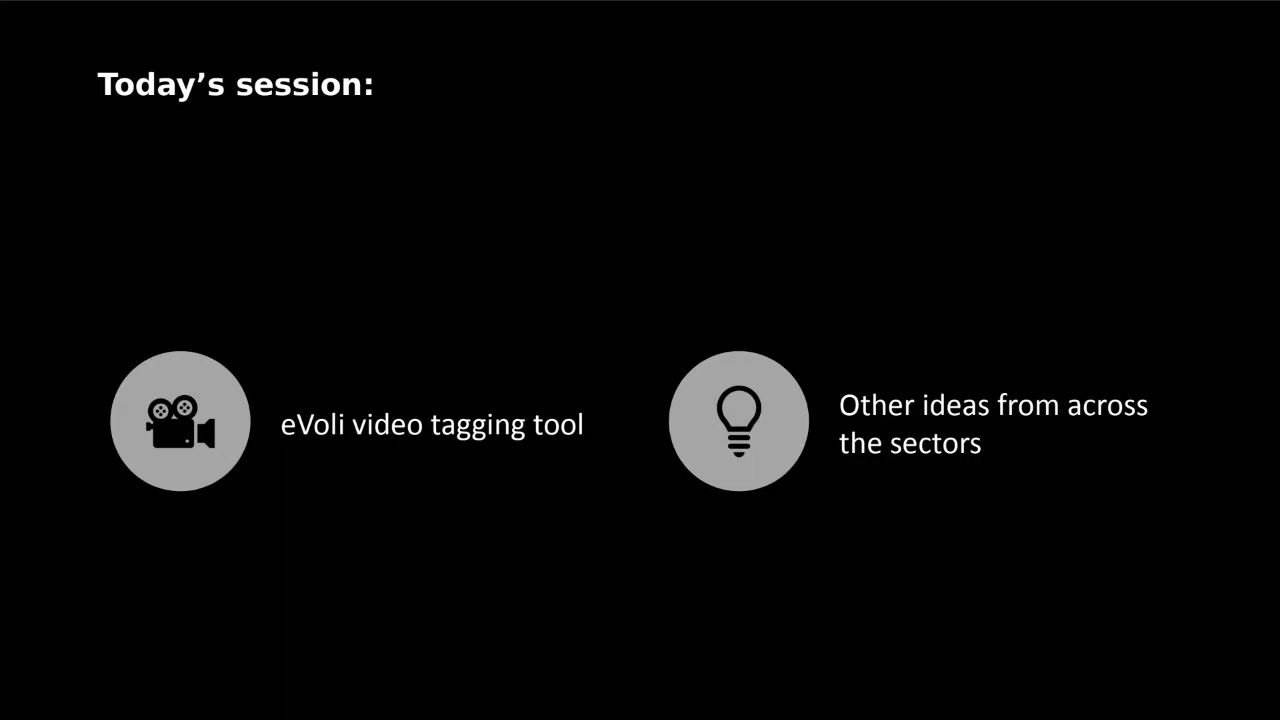 Today’s session:
eVoli video tagging tool
Other ideas from across
the sectors